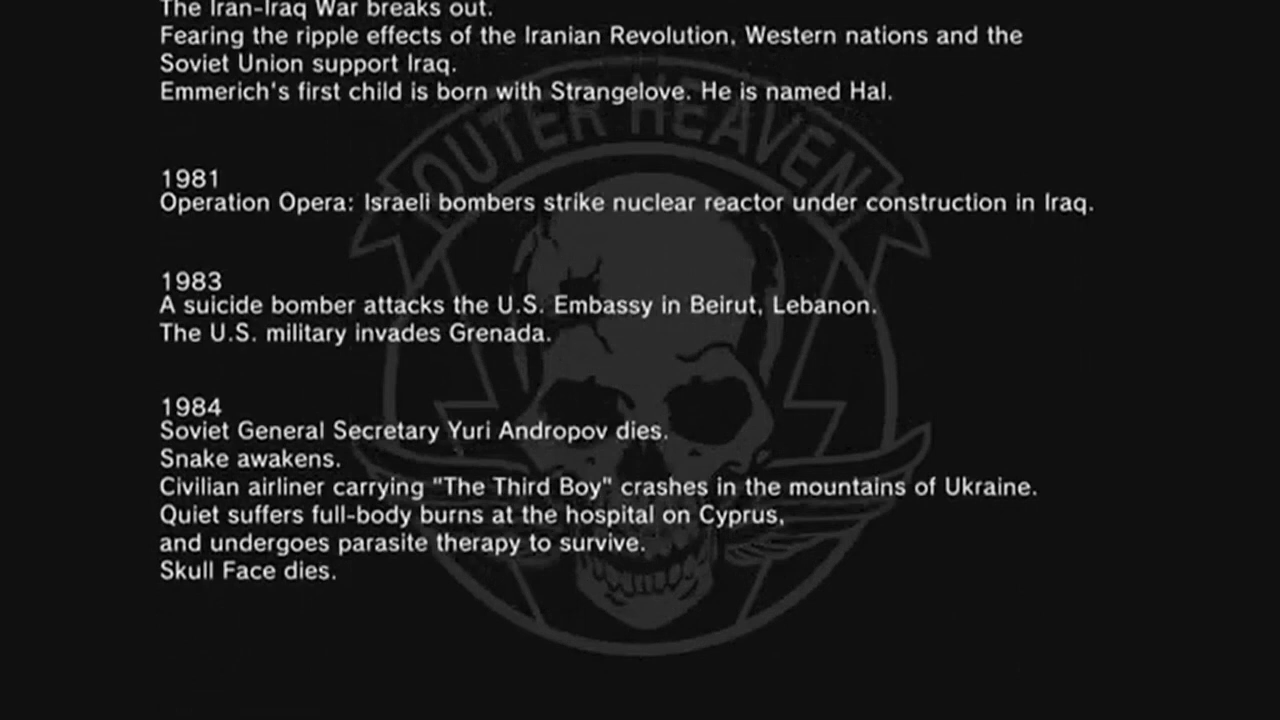 The Iran-Iraq War breaks out.
Fearing the ripple effects of the Iranian Revolution, Western nations and the
Soviet Union support Iraq.
Emmerich's first child is born with Strangelove. He is named Hal.
OUTER HEAVEN
1981
Operation Opera: Israeli bombers strike nuclear reactor under construction in Iraq.
1983
A suicide bomber attacks the U.S. Embassy in Beirut, Lebanon.
The U.S. military invades Grenada.
1984
Soviet General Secretary Yuri Andropov dies.
Snake awakens.
Civilian airliner carrying "The Third Boy" crashes in the mountains of Ukraine.
Quiet suffers full-body burns at the hospital on Cyprus,
and undergoes parasite therapy to survive.
Skull Face dies.